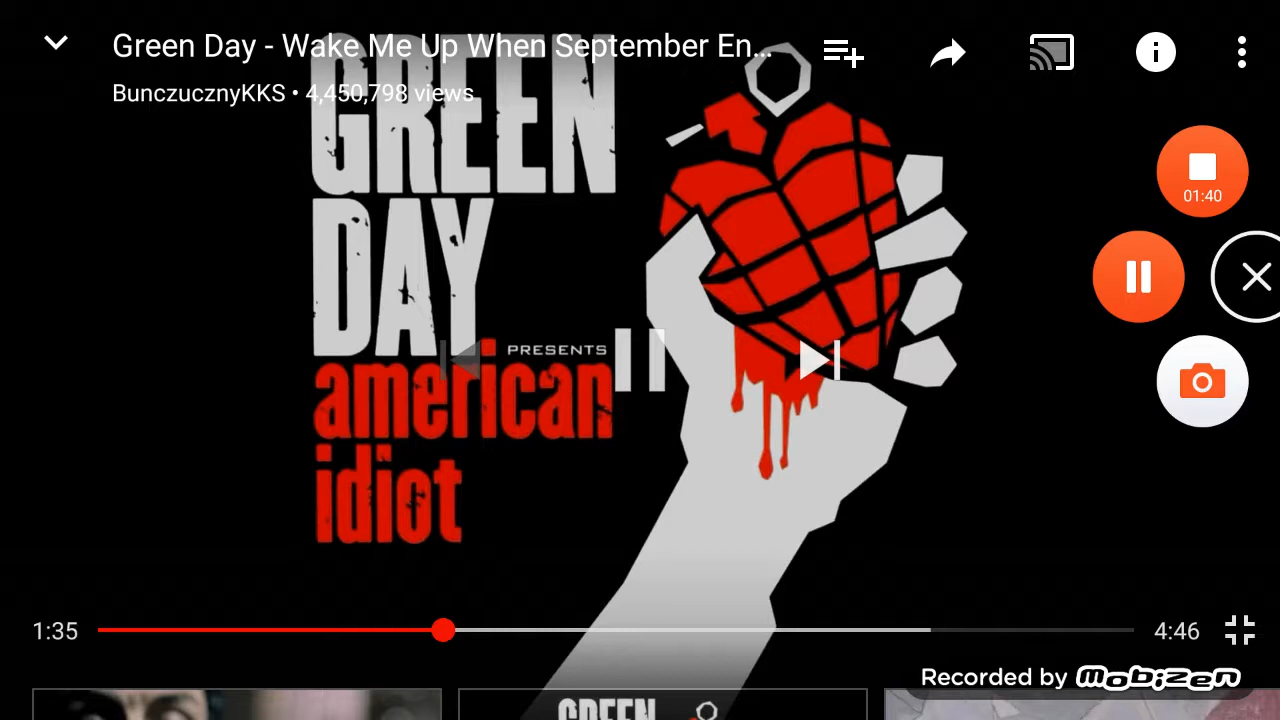 Green Day - Wake Me Up When September En...
BunczucznyKKS • 4,450,798 views
GREEN
DAY
PRESENTS
american
idiot
01:40
1:35
4:46
Recorded by Mobizen
GREEN